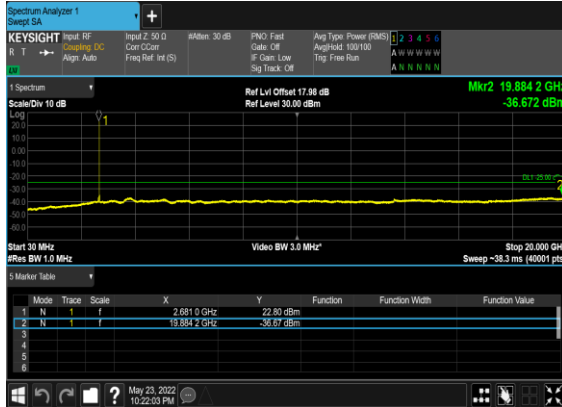 Spectrum Analyzer 1
Swept SA
+
KEYSIGHT Input: RF Input Z: 50 Ω #Atten: 30 dB PNO: Fast Avg Type: Power (RMS) 1 2 3 4 5 6
R T Coupling: DC Corr CCorr Gate: Off Avg|Hold: 100/100 A W W W W W
Align: Auto Freq Ref: Int (S) IF Gain: Low Trig: Free Run
Sig Track: Off A N N N N N
1 Spectrum Ref Lvl Offset 17.98 dB Mkr2 19.884 2 GHz
Scale/Div 10 dB Ref Level 30.00 dBm -36.672 dBm
Log
1
20.0
10.0
0.00
-10.0
-20.0 DL1 -25.00
-30.0
-40.0
-50.0
-60.0
Start 30 MHz Video BW 3.0 MHz* Stop 20.000 GH
#Res BW 1.0 MHz Sweep ~38.3 ms (40001 pts
5 Marker Table
Mode Trace Scale X Y Function Function Width Function Value
1 N 1 f 2.681 0 GHz 22.80 dBm
2 N 1 f 19.884 2 GHz -36.67 dBm
3
4
5
6
? May 23, 2022
10:22:03 PM